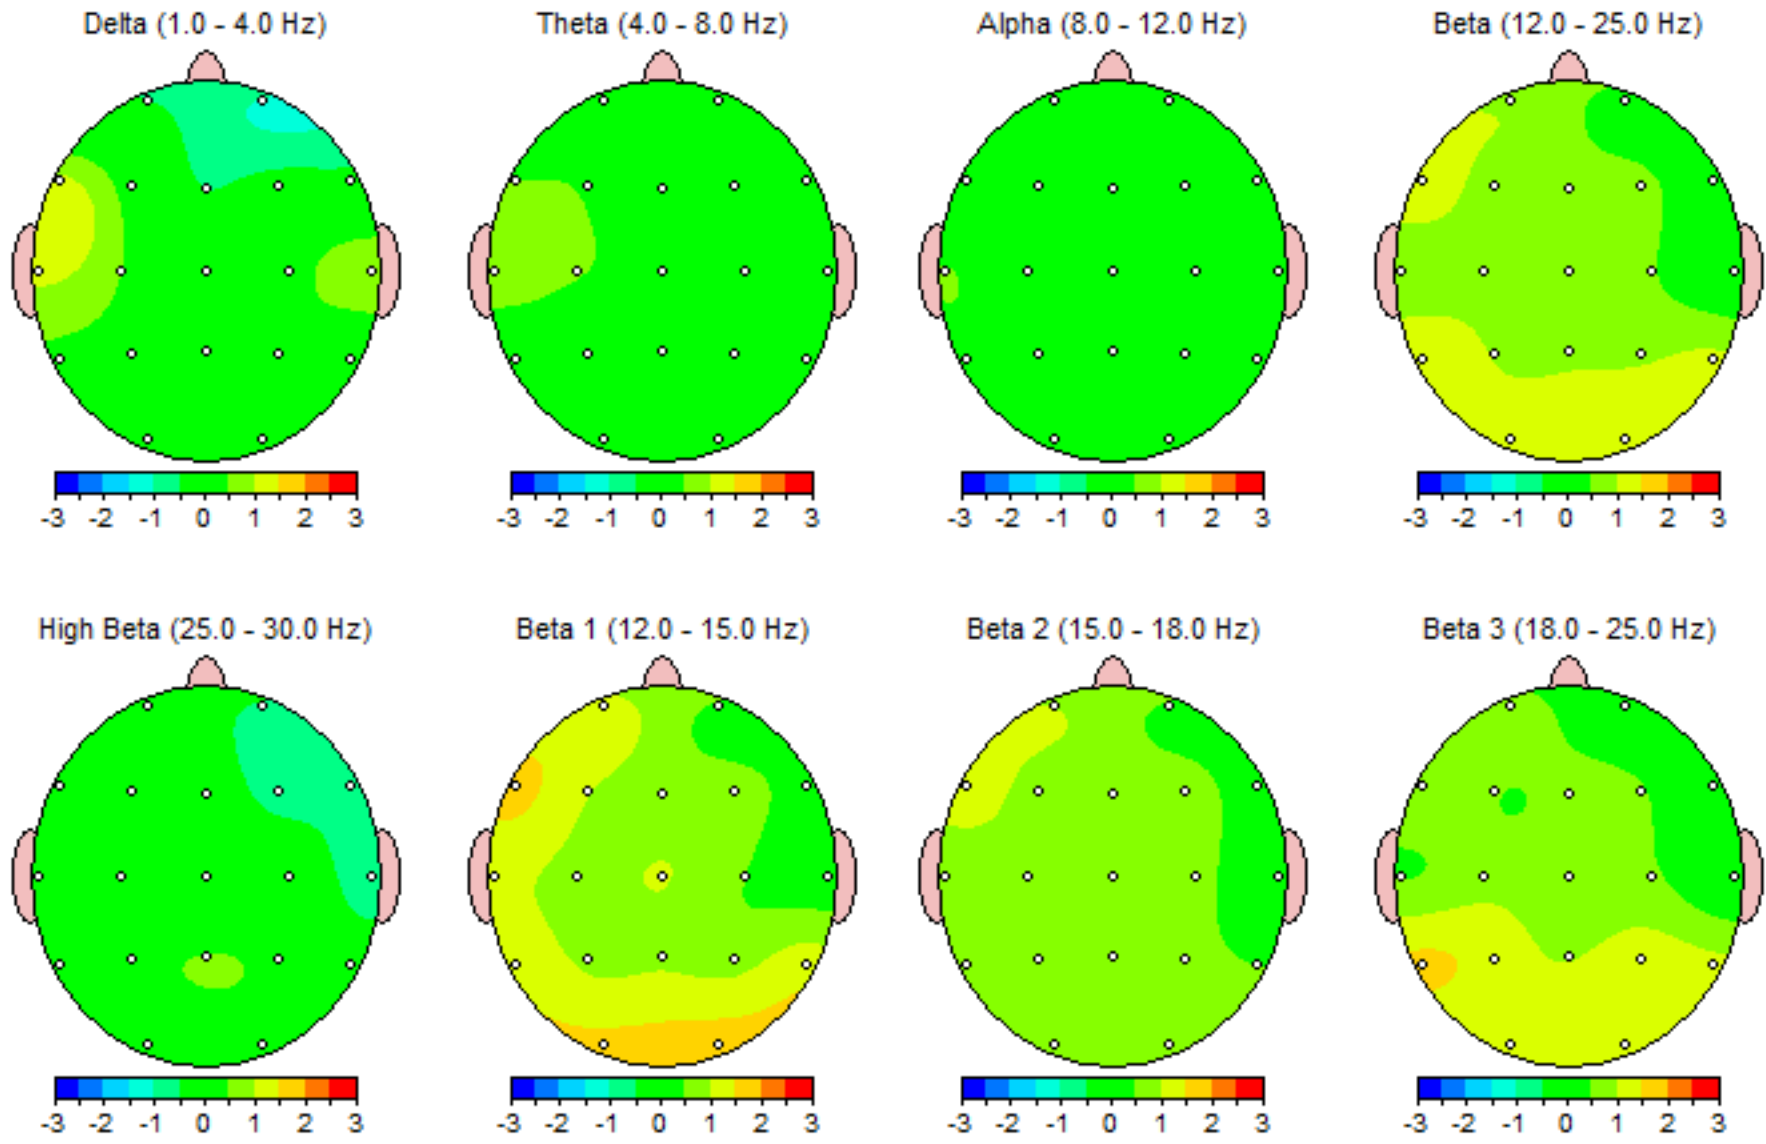 Delta (1.0 - 4.0 Hz)
Theta (4.0 - 8.0 Hz)
Alpha (8.0 - 12.0 Hz)
Beta (12.0 - 25.0 Hz)
-3 -2 -1 0 1 2 3
-3 -2 -1 0 1 2 3
-3 -2 -1 0 1 2 3
-3 -2 -1 0 1 2 3
High Beta (25.0 - 30.0 Hz)
Beta 1 (12.0 - 15.0 Hz)
Beta 2 (15.0 - 18.0 Hz)
Beta 3 (18.0 - 25.0 Hz)
-3 -2 -1 0 1 2 3
-3 -2 -1 0 1 2 3
-3 -2 -1 0 1 2 3
-3 -2 -1 0 1 2 3